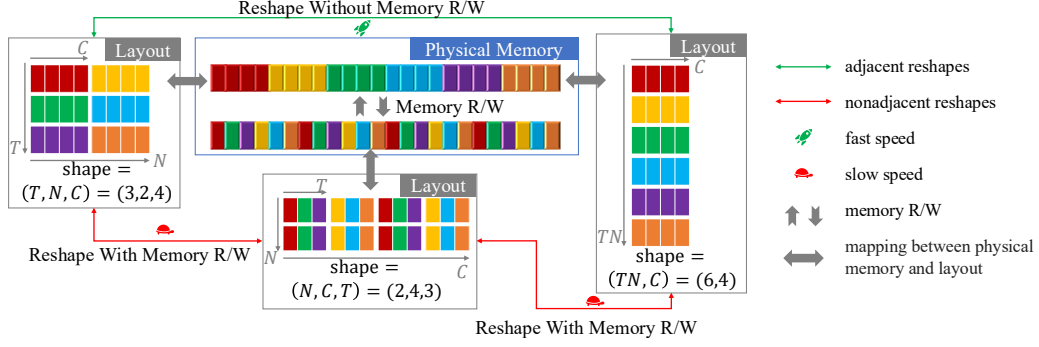 Reshape Without Memory R/W
Layout
C
T
N
shape =
(T, N, C) = (3,2,4)
Physical Memory
Memory R/W
Layout
C
TN
shape =
(TN, C) = (6,4)
Layout
T
N
C
shape =
(N, C, T) = (2,4,3)
Reshape With Memory R/W
Reshape With Memory R/W
adjacent reshapes
nonadjacent reshapes
fast speed
slow speed
memory R/W
mapping between physical
memory and layout